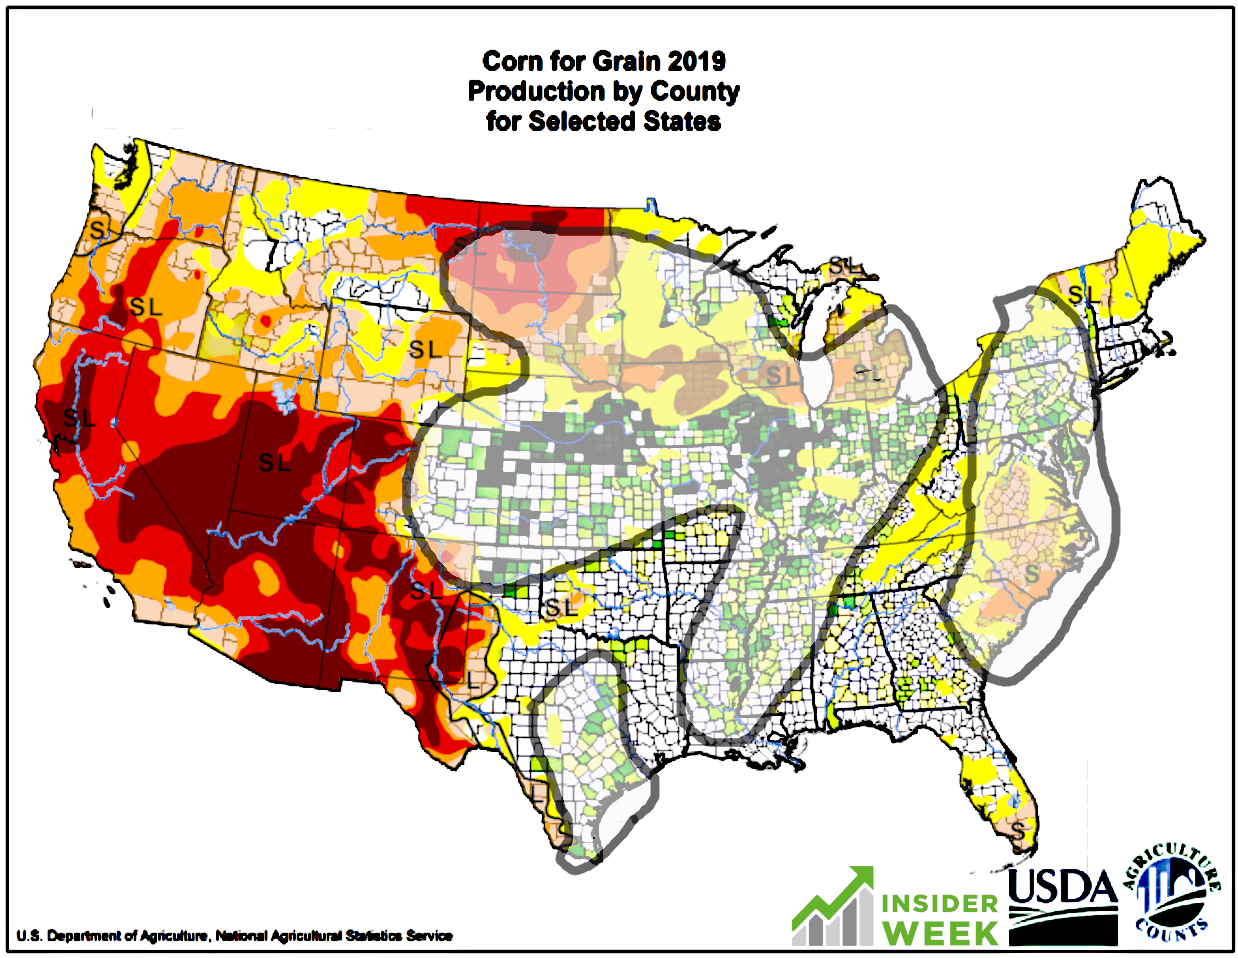 Corn for Grain 2019
Production by County
for Selected States
S
SL
SL
SL
SL
SL
SL
SL
SL
SL
SL
SL
S
L
L
S
U.S. Department of Agriculture, National Agricultural Statistics Service
INSIDER
WEEK
USDA
AGRICULTURE
COUNTS